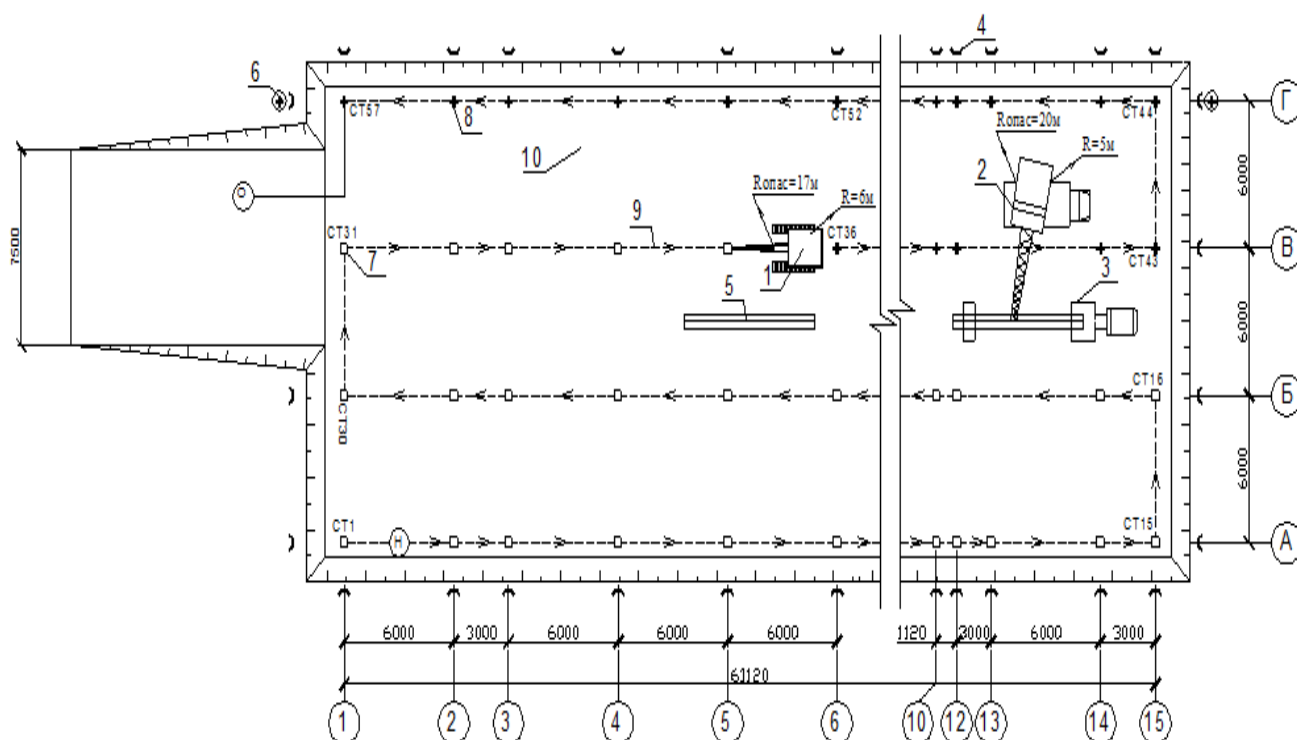 4
6
СТ57
8
СТ52
СТ44
Г
10
Rопас=20м
R=5м
2
О
Rопас=17м
R=6м
6000
7500
СТ31
9
СТ36
СТ43
В
7
1
3
5
6000
СТ16
Б
СТ30
6000
СТ1
Н
СТ15
А
6000
3000
6000
6000
6000
1120
3000
6000
3000
61120
1
2
3
4
5
6
10
12
13
14
15